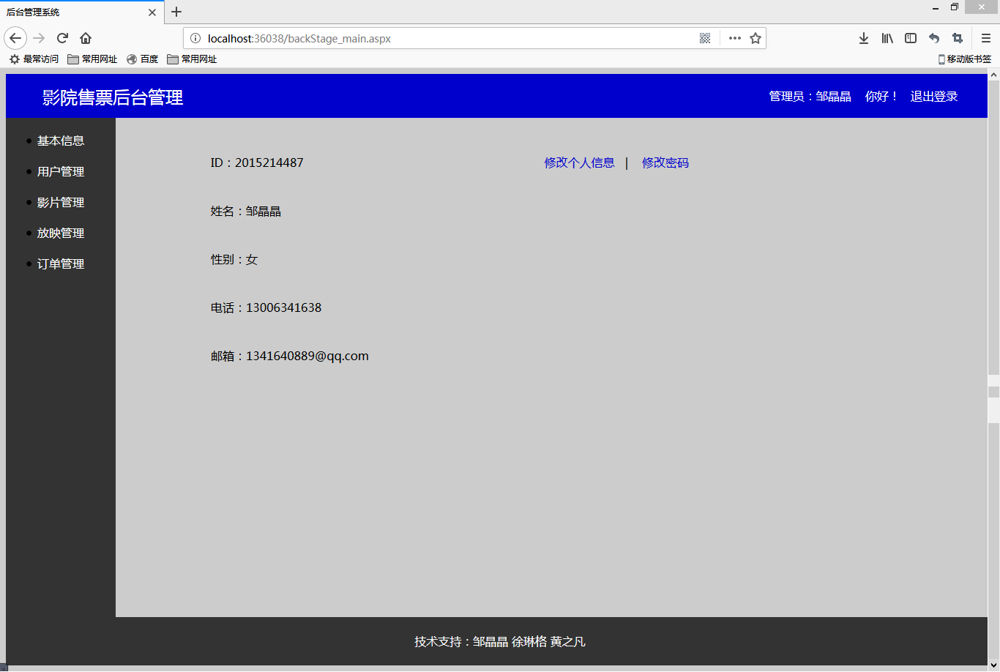 后台管理系统
localhost:36038/backStage_main.aspx
最常访问 常用网址 百度 常用网址 移动版书签
影院售票后台管理 管理员：邹晶晶 你好！ 退出登录
基本信息
用户管理
影片管理
放映管理
订单管理
ID：2015214487 修改个人信息 | 修改密码
姓名：邹晶晶
性别：女
电话：13006341638
邮箱：1341640889@qq.com
技术支持：邹晶晶 徐琳格 黄之凡